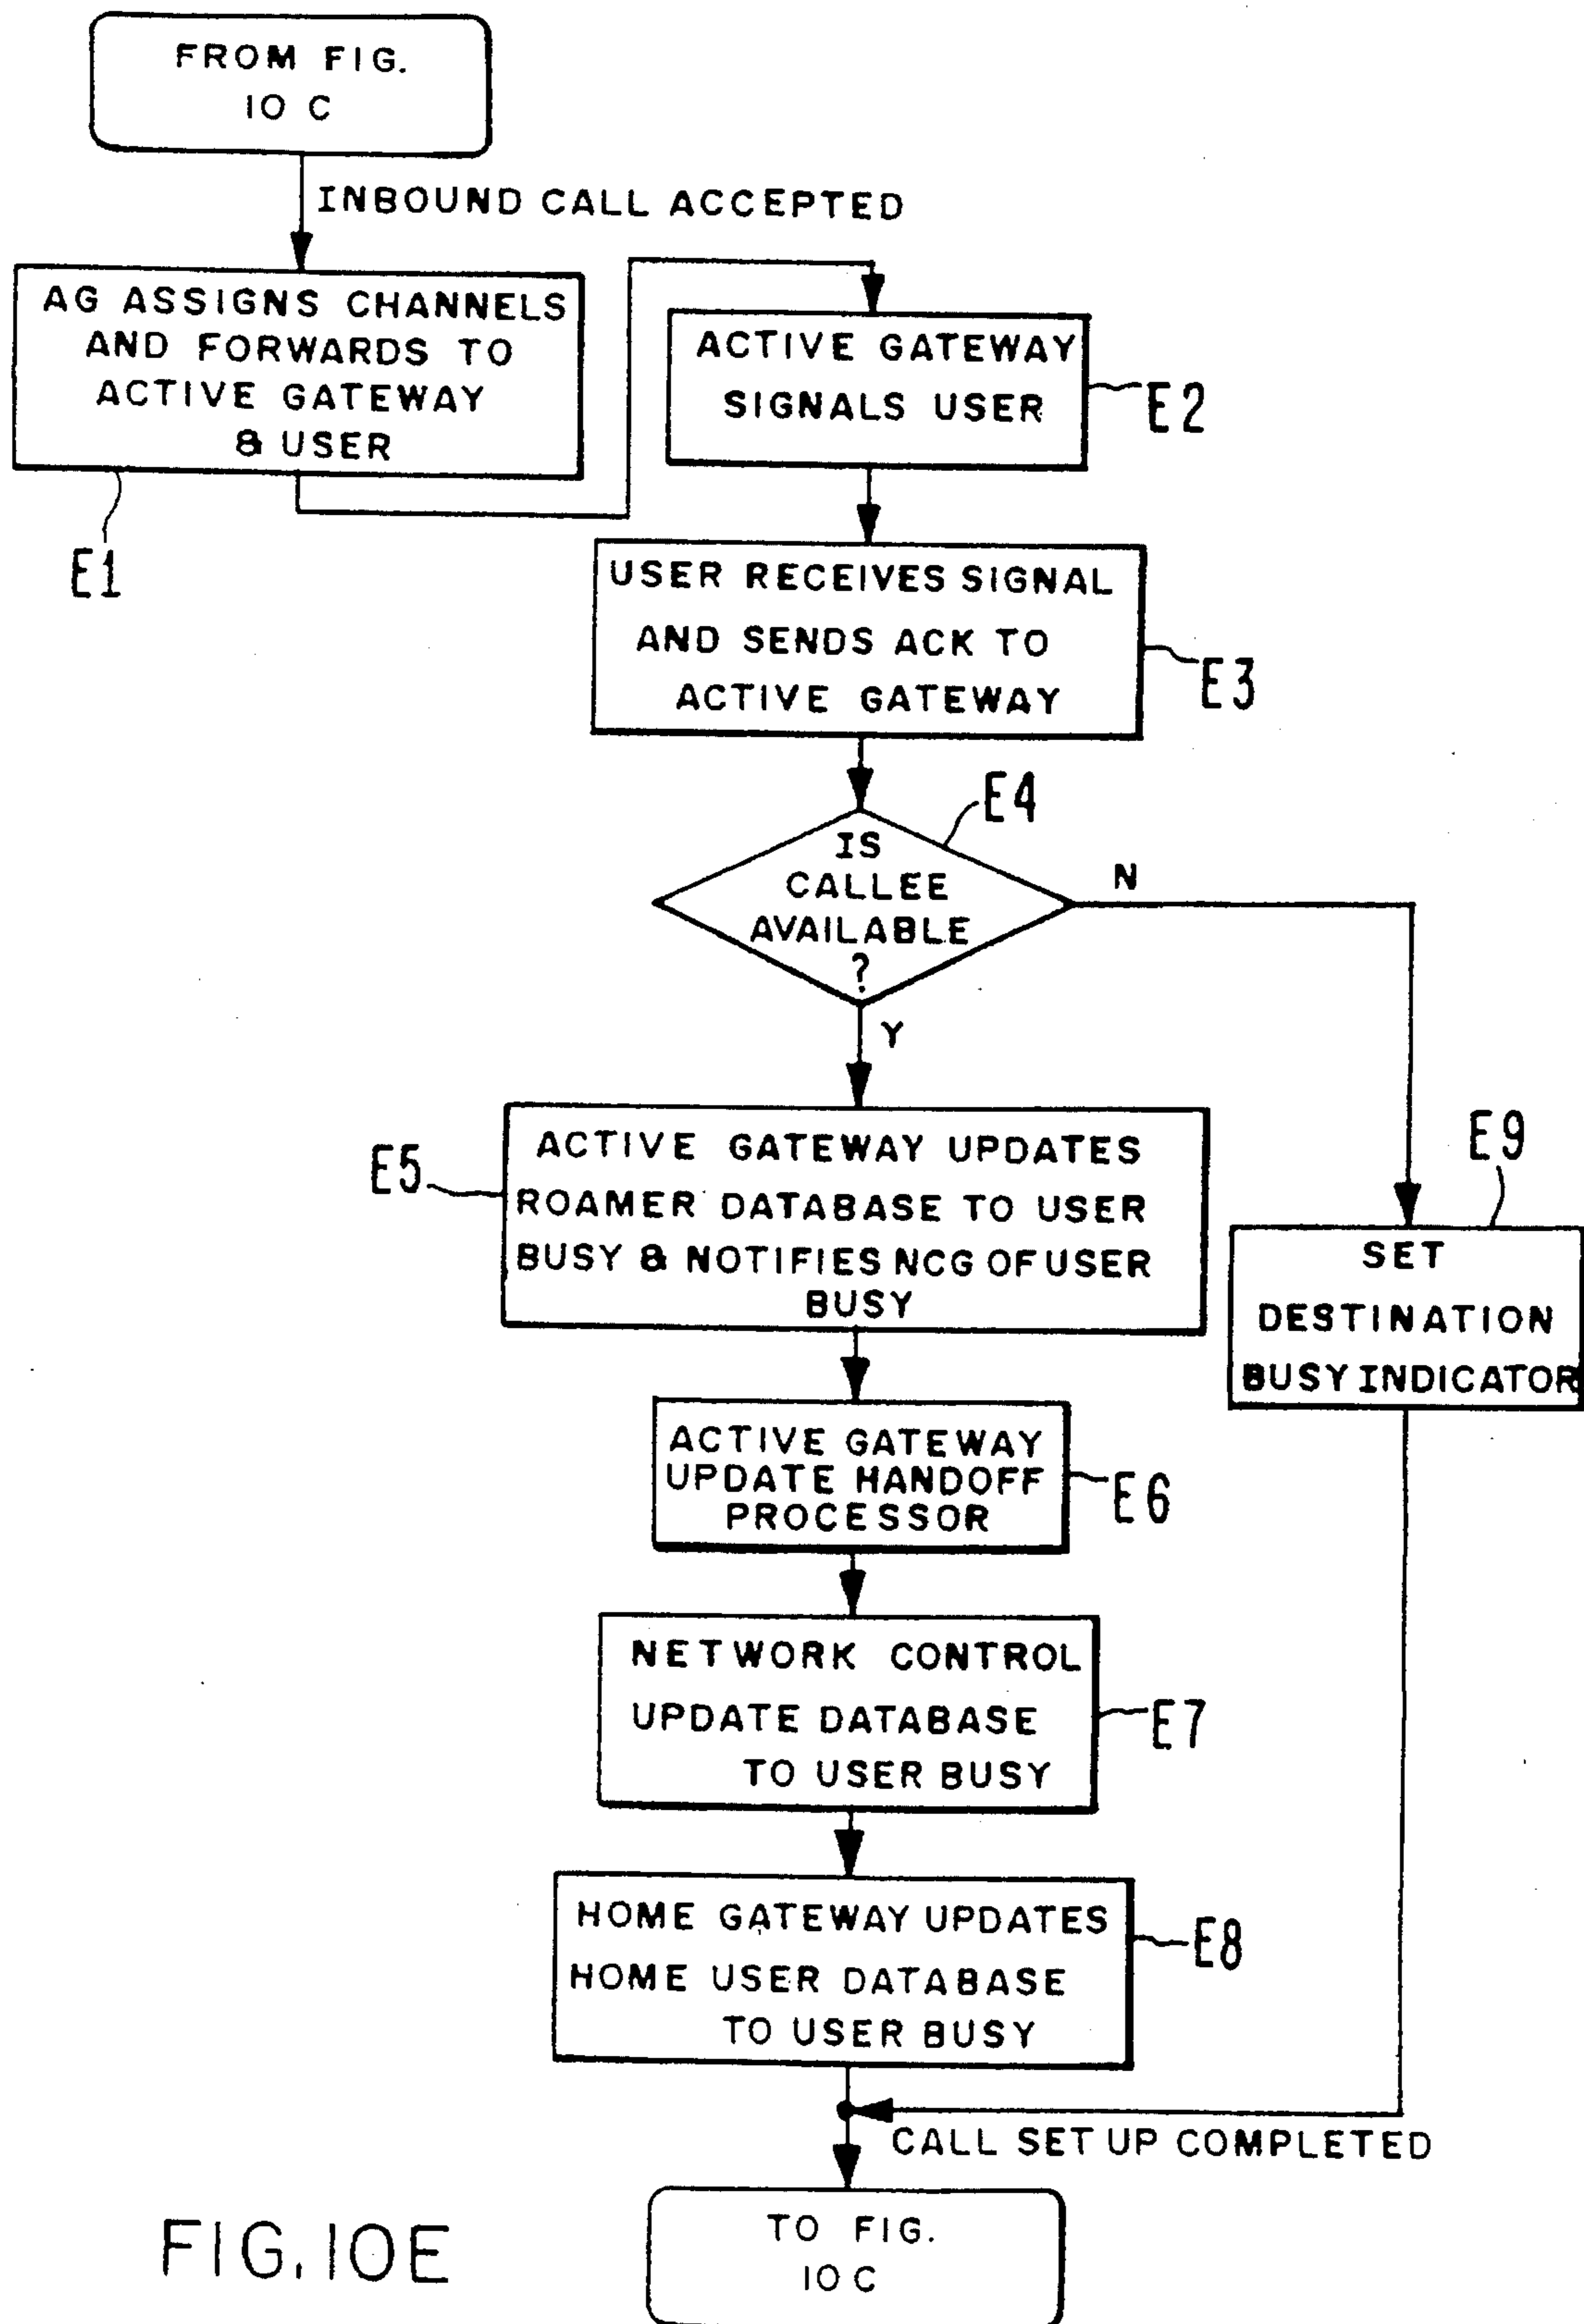 FROM FIG.
10 C
INBOUND CALL ACCEPTED
AG ASSIGNS CHANNELS
AND FORWARDS TO
ACTIVE GATEWAY
& USER
E1
ACTIVE GATEWAY
SIGNALS USER
E2
USER RECEIVES SIGNAL
AND SENDS ACK TO
ACTIVE GATEWAY
E3
E4
IS
CALLEE
AVAILABLE
?
N
Y
ACTIVE GATEWAY UPDATES
ROAMER DATABASE TO USER
BUSY & NOTIFIES NCG OF USER
BUSY
E5
E9
SET
DESTINATION
BUSY INDICATOR
ACTIVE GATEWAY
UPDATE HANDOFF
PROCESSOR
E6
NETWORK CONTROL
UPDATE DATABASE
TO USER BUSY
E7
HOME GATEWAY UPDATES
HOME USER DATABASE
TO USER BUSY
E8
CALL SET UP COMPLETED
TO FIG.
10 C
FIG. 10E